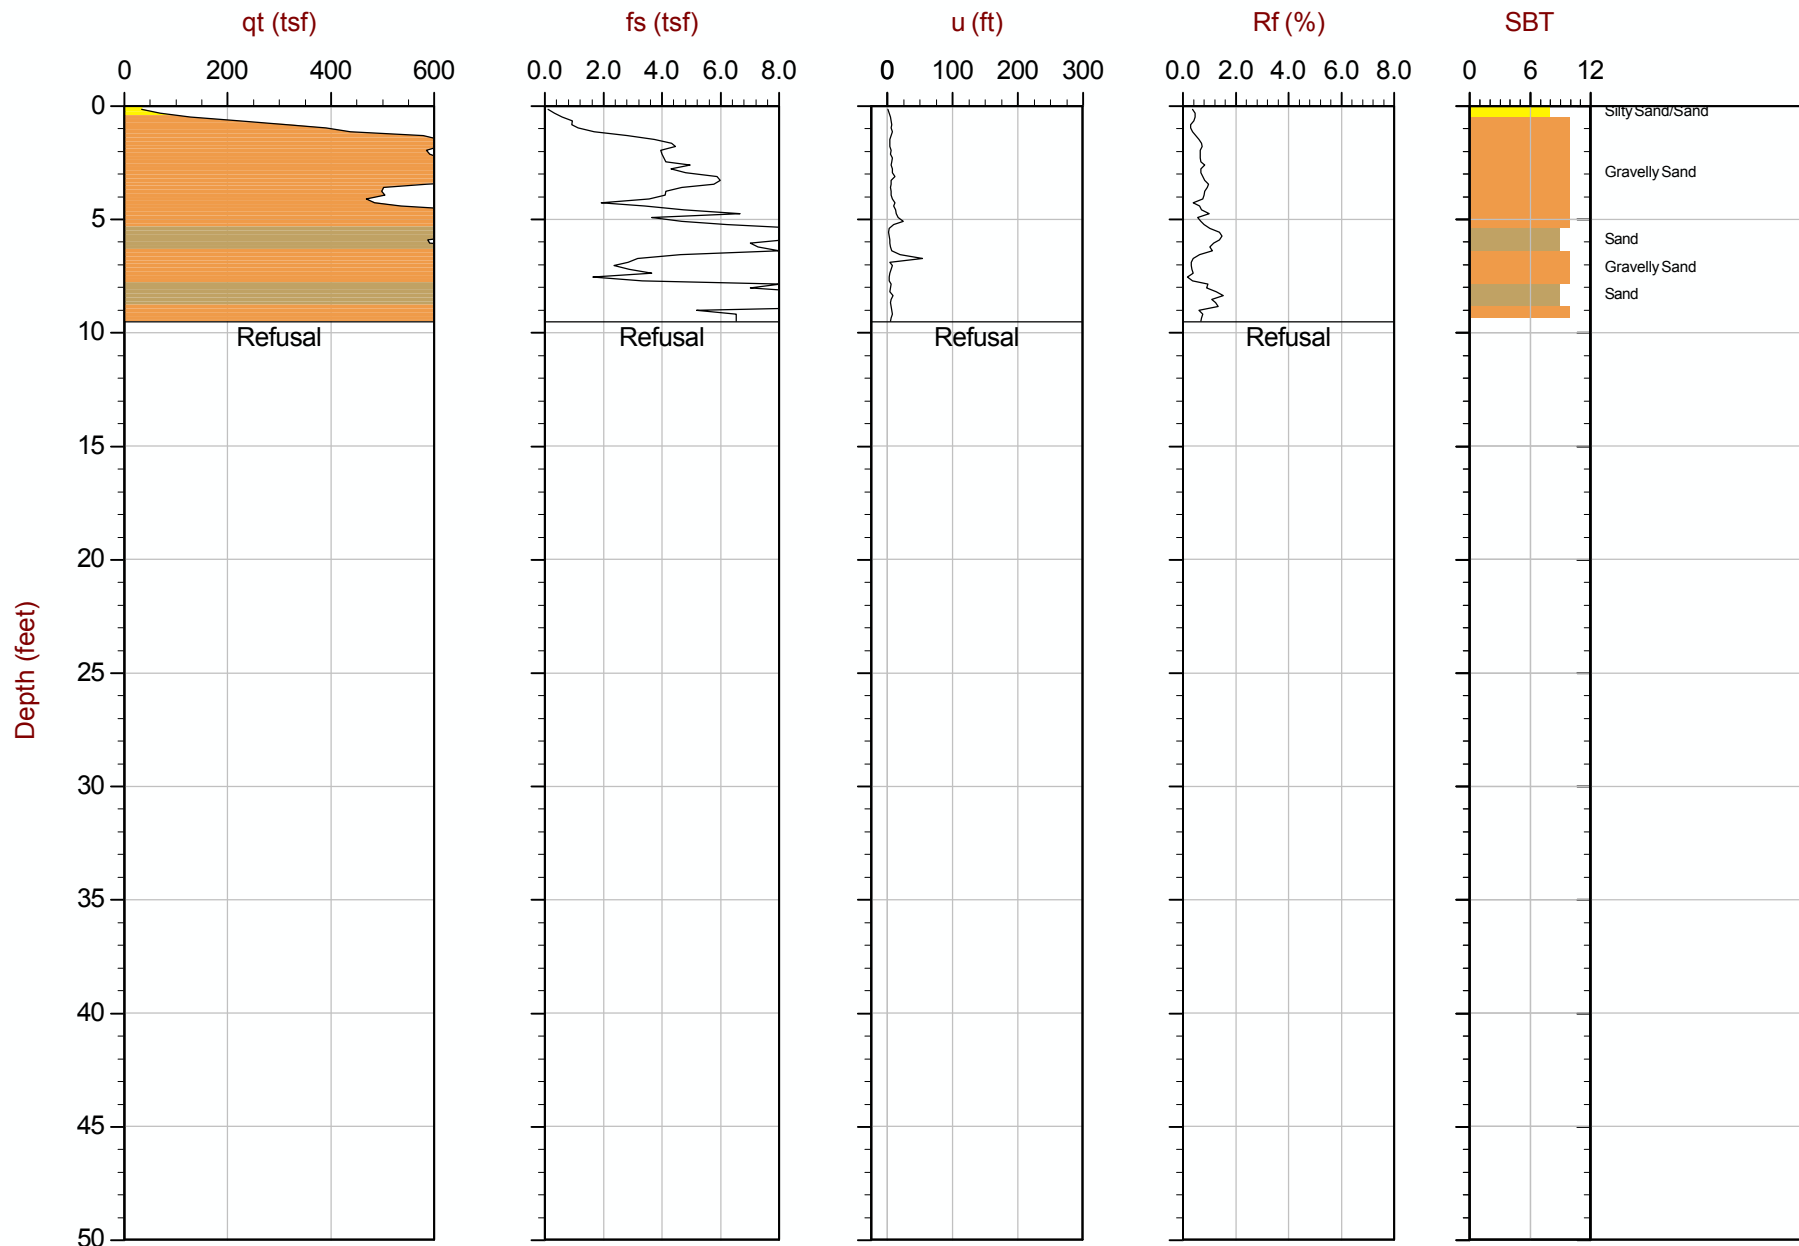 qt (tsf) fs (tsf) u (ft) Rf (%) SBT
0 200 400 600 0.0 2.0 4.0 6.0 8.0 0 100 200 300 0.0 2.0 4.0 6.0 8.0 0 6 12
0
Silty Sand/Sand
Gravelly Sand
5
Sand
Gravelly Sand
Sand
10
Refusal Refusal Refusal Refusal
15
20
25
Depth (feet)
30
35
40
45
50